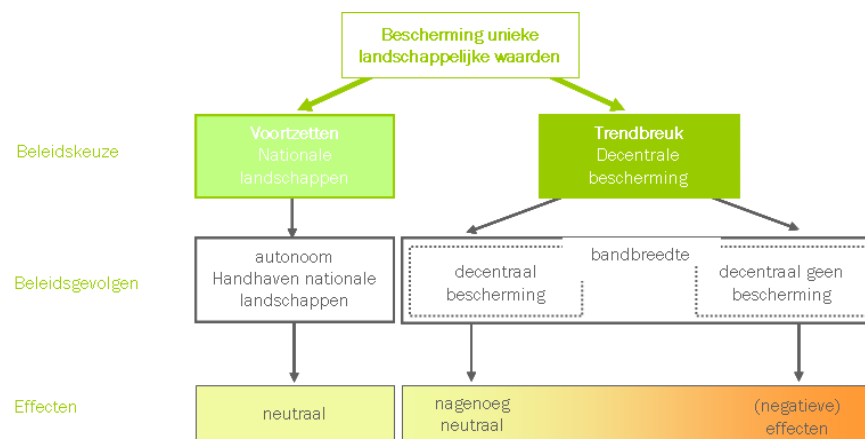 Bescherming unieke
landschappelijke waarden
Beleidskeuze
Voortzetten
Nationale
landschappen
Trendbreuk
Decentrale
bescherming
Beleidsgevolgen
autonoom
Handhaven nationale
landschappen
bandbreedte
decentraal
bescherming
decentraal geen
bescherming
Effecten
neutraal
nagenoeg
neutraal
(negatieve)
effecten